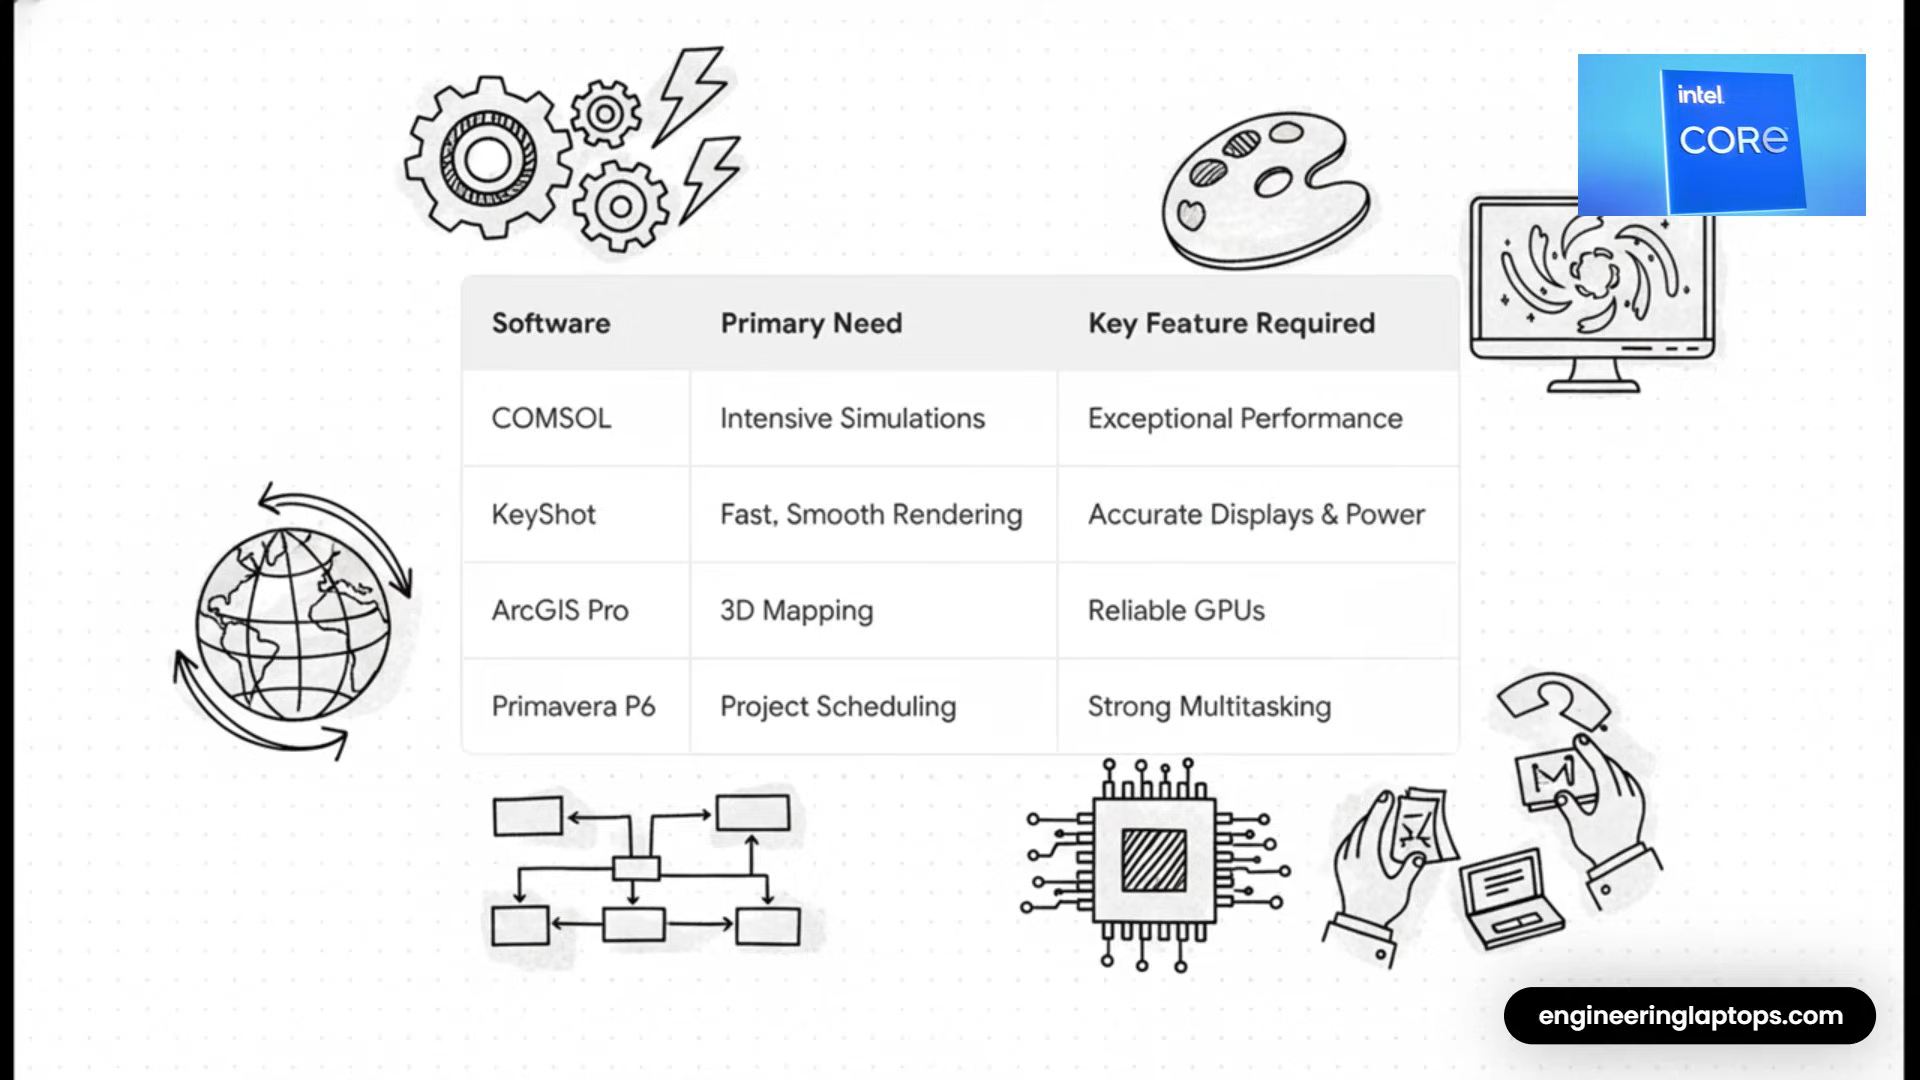 intel
CORE
Software Primary Need Key Feature Required
COMSOL Intensive Simulations Exceptional Performance
KeyShot Fast, Smooth Rendering Accurate Displays & Power
ArcGIS Pro 3D Mapping Reliable GPUs
Primavera P6 Project Scheduling Strong Multitasking
M
engineeringlaptops.com